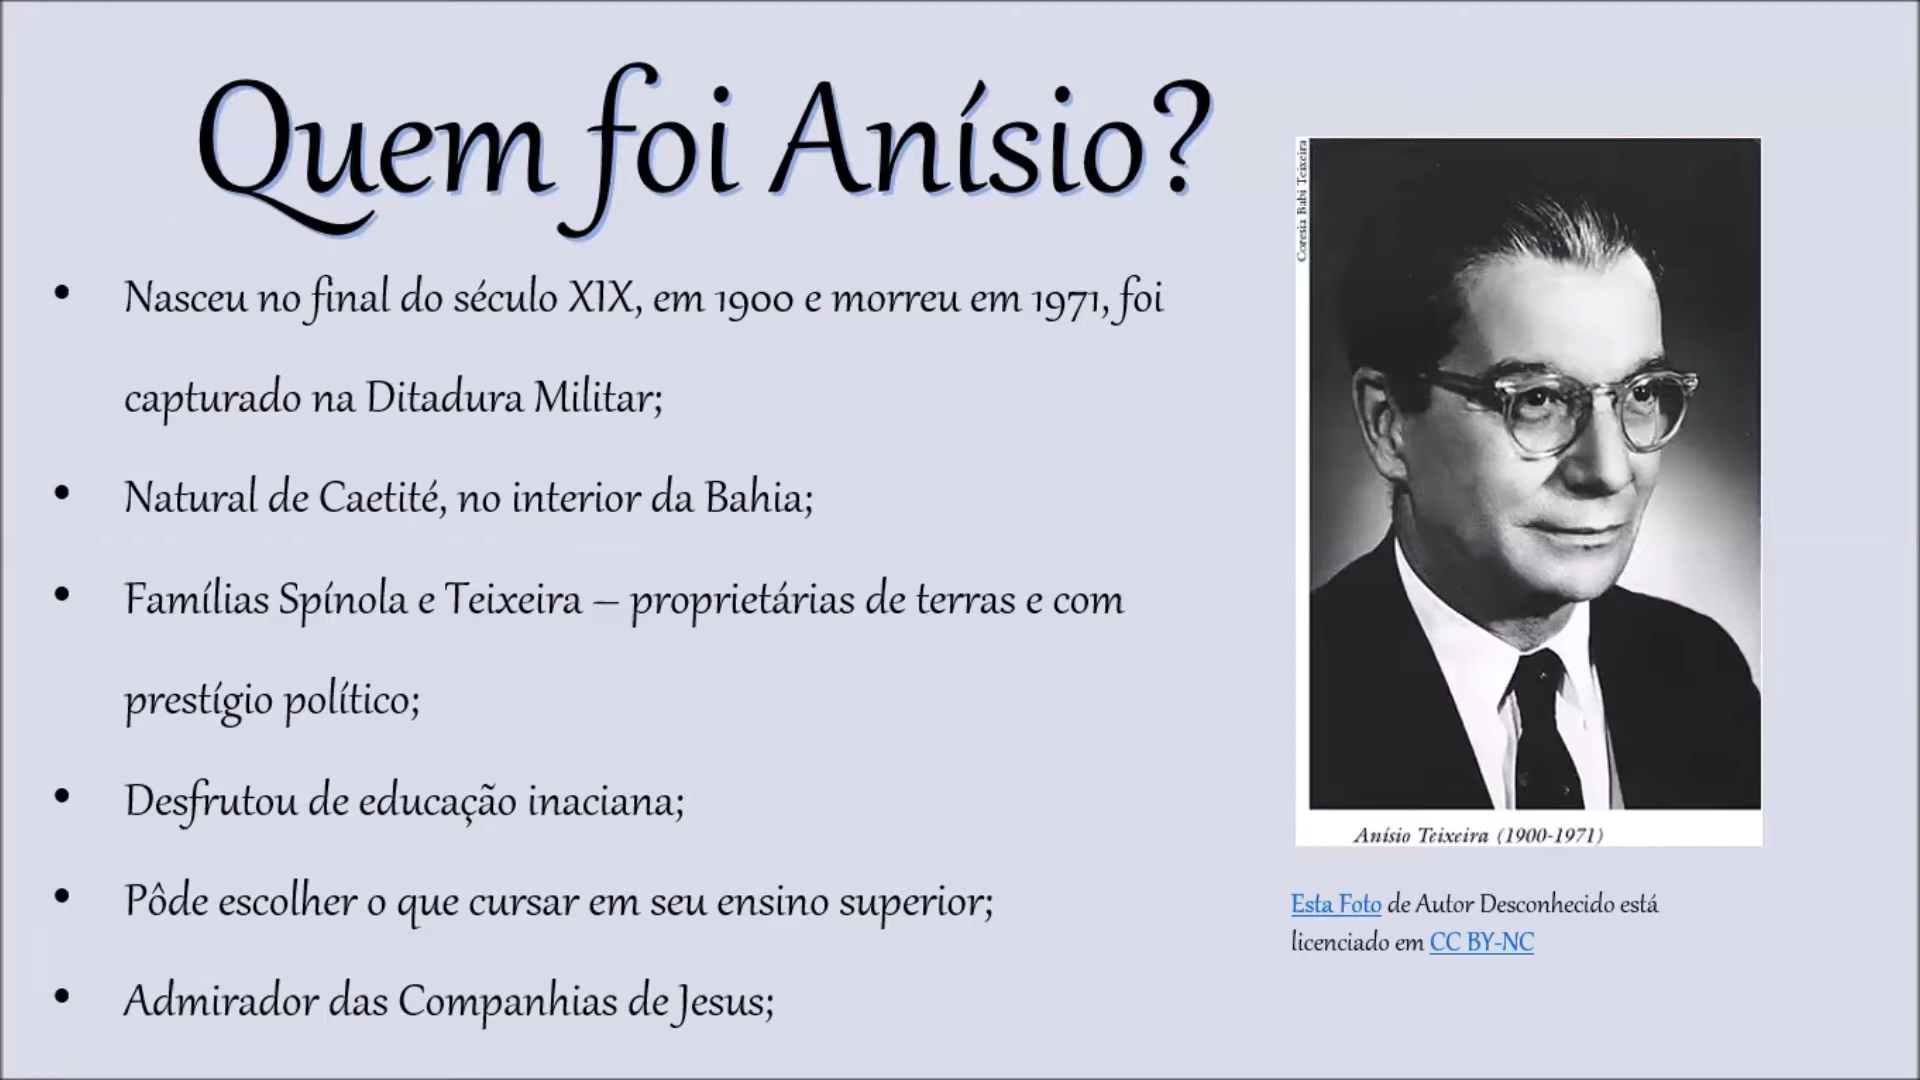 Quem foi Anísio?
• Nasceu no final do século XIX, em 1900 e morreu em 1971, foi
capturado na Ditadura Militar;
• Natural de Caetité, no interior da Bahia;
• Famílias Spínola e Teixeira – proprietárias de terras e com
prestígio político;
• Desfrutou de educação inaciana;
• Pôde escolher o que cursar em seu ensino superior;
• Admirador das Companhias de Jesus;
Cortesia Babi Teixeira
Anísio Teixeira (1900-1971)
Esta Foto de Autor Desconhecido está
licenciado em CC BY-NC